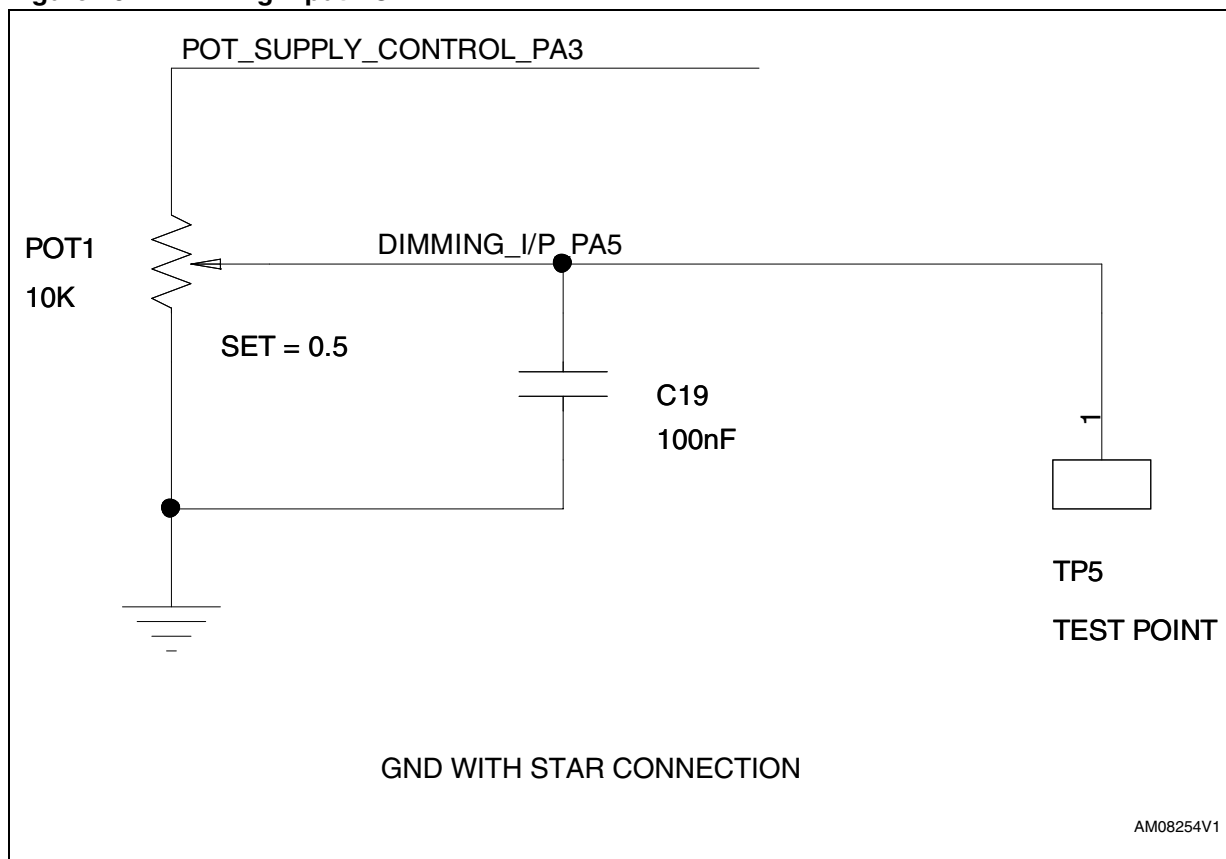 POT_SUPPLY_CONTROL_PA3
POT1
10K
DIMMING_I/P_PA5
SET = 0.5
C19
100nF
1
TP5
TEST POINT
GND WITH STAR CONNECTION
AM08254V1